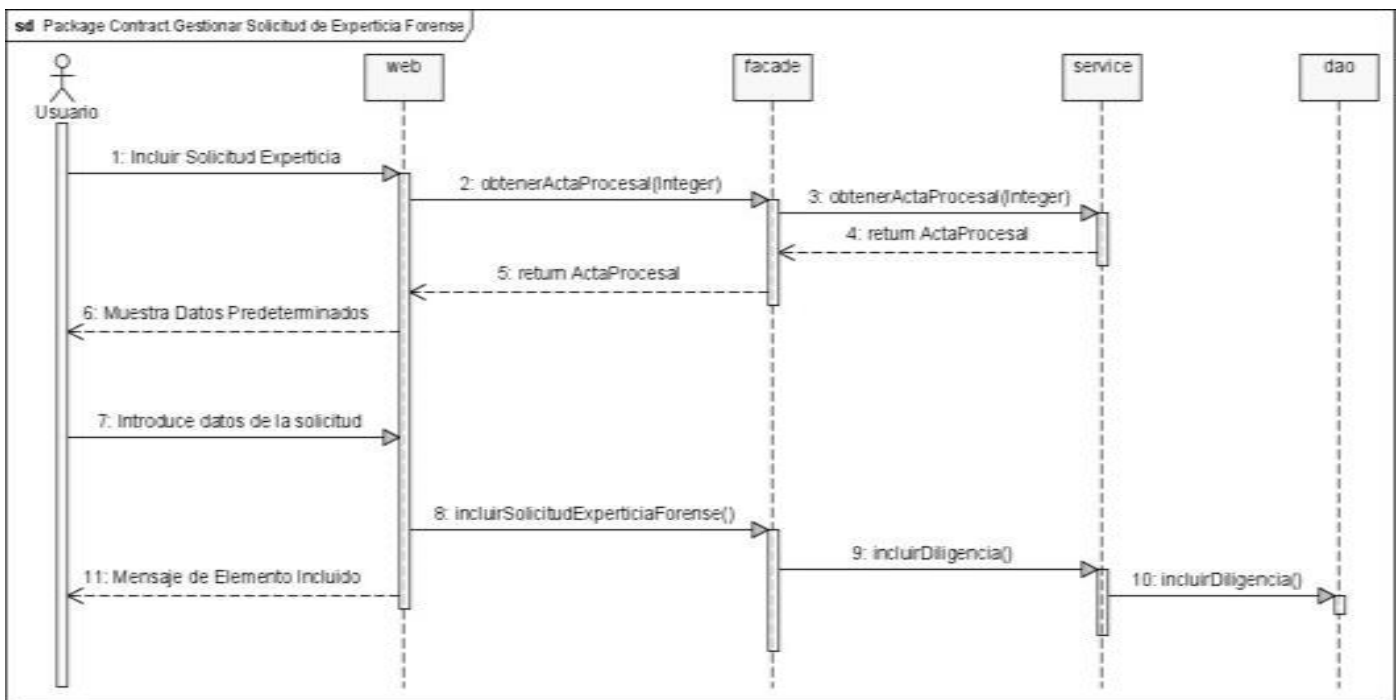 sd Package Contract Gestionar Solicitud de Experticia Forense
Usuario
web
facade
service
dao
1: Incluir Solicitud Experticia
2: obtenerActaProcesal(Integer)
3: obtenerActaProcesal(Integer)
4: return ActaProcesal
5: return ActaProcesal
6: Muestra Datos Predeterminados
7: Introduce datos de la solicitud
8: incluirSolicitudExperticiaForense()
9: incluirDiligencia()
10: incluirDiligencia()
11: Mensaje de Elemento Incluido